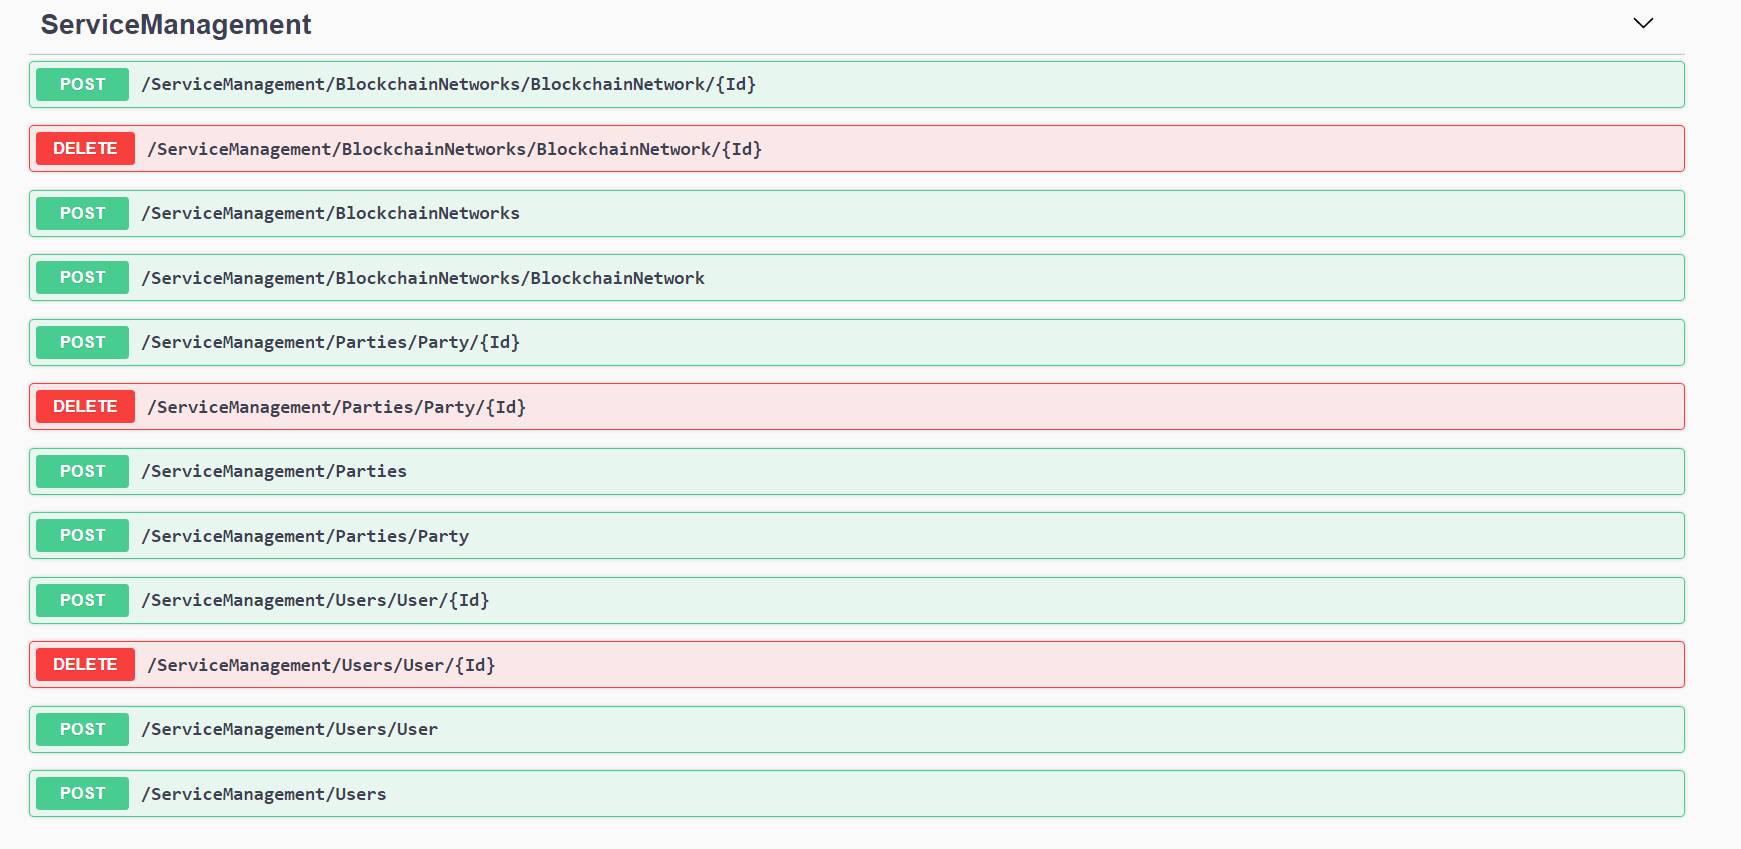 ServiceManagement
POST /ServiceManagement/BlockchainNetworks/BlockchainNetwork/{Id}
DELETE /ServiceManagement/BlockchainNetworks/BlockchainNetwork/{Id}
POST /ServiceManagement/BlockchainNetworks
POST /ServiceManagement/BlockchainNetworks/BlockchainNetwork
POST /ServiceManagement/Parties/Party/{Id}
DELETE /ServiceManagement/Parties/Party/{Id}
POST /ServiceManagement/Parties
POST /ServiceManagement/Parties/Party
POST /ServiceManagement/Users/User/{Id}
DELETE /ServiceManagement/Users/User/{Id}
POST /ServiceManagement/Users/User
POST /ServiceManagement/Users